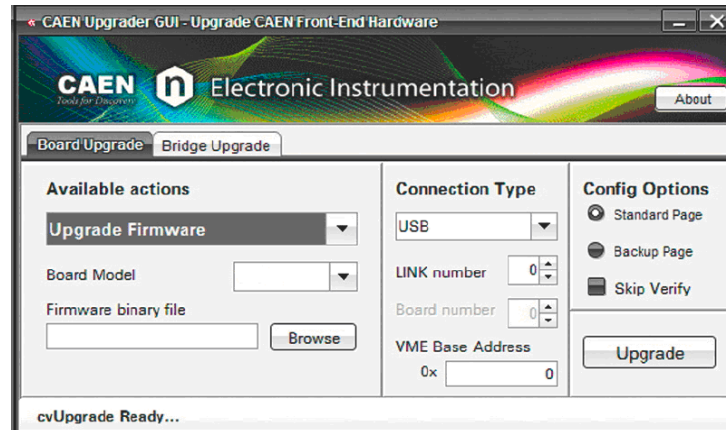 CAEN Upgrader GUI - Upgrade CAEN Front-End Hardware
CAEN n Electronic Instrumentation
Tools for Discovery
About
Board Upgrade Bridge Upgrade
Available actions
Upgrade Firmware
Board Model
Firmware binary file
Browse
Connection Type
USB
LINK number 0
Board number 0
VME Base Address
0x 0
Config Options
Standard Page
Backup Page
Skip Verify
Upgrade
cvUpgrade Ready...